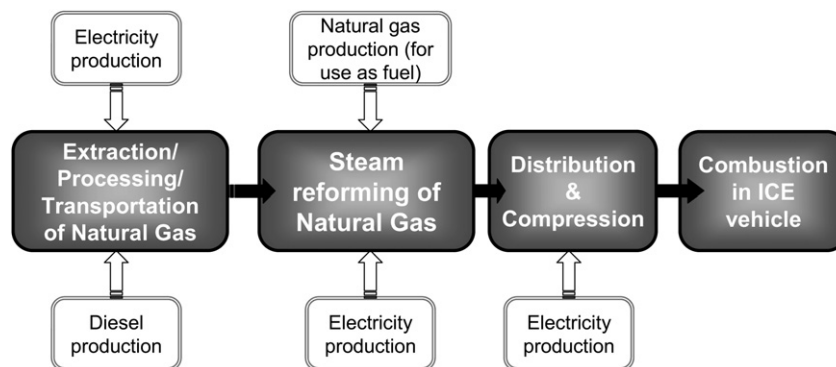 Electricity
production
Natural gas
production (for
use as fuel)
Extraction/
Processing/
Transportation
of Natural Gas
Steam
reforming of
Natural Gas
Distribution
&
Compression
Combustion
in ICE
vehicle
Diesel
production
Electricity
production
Electricity
production